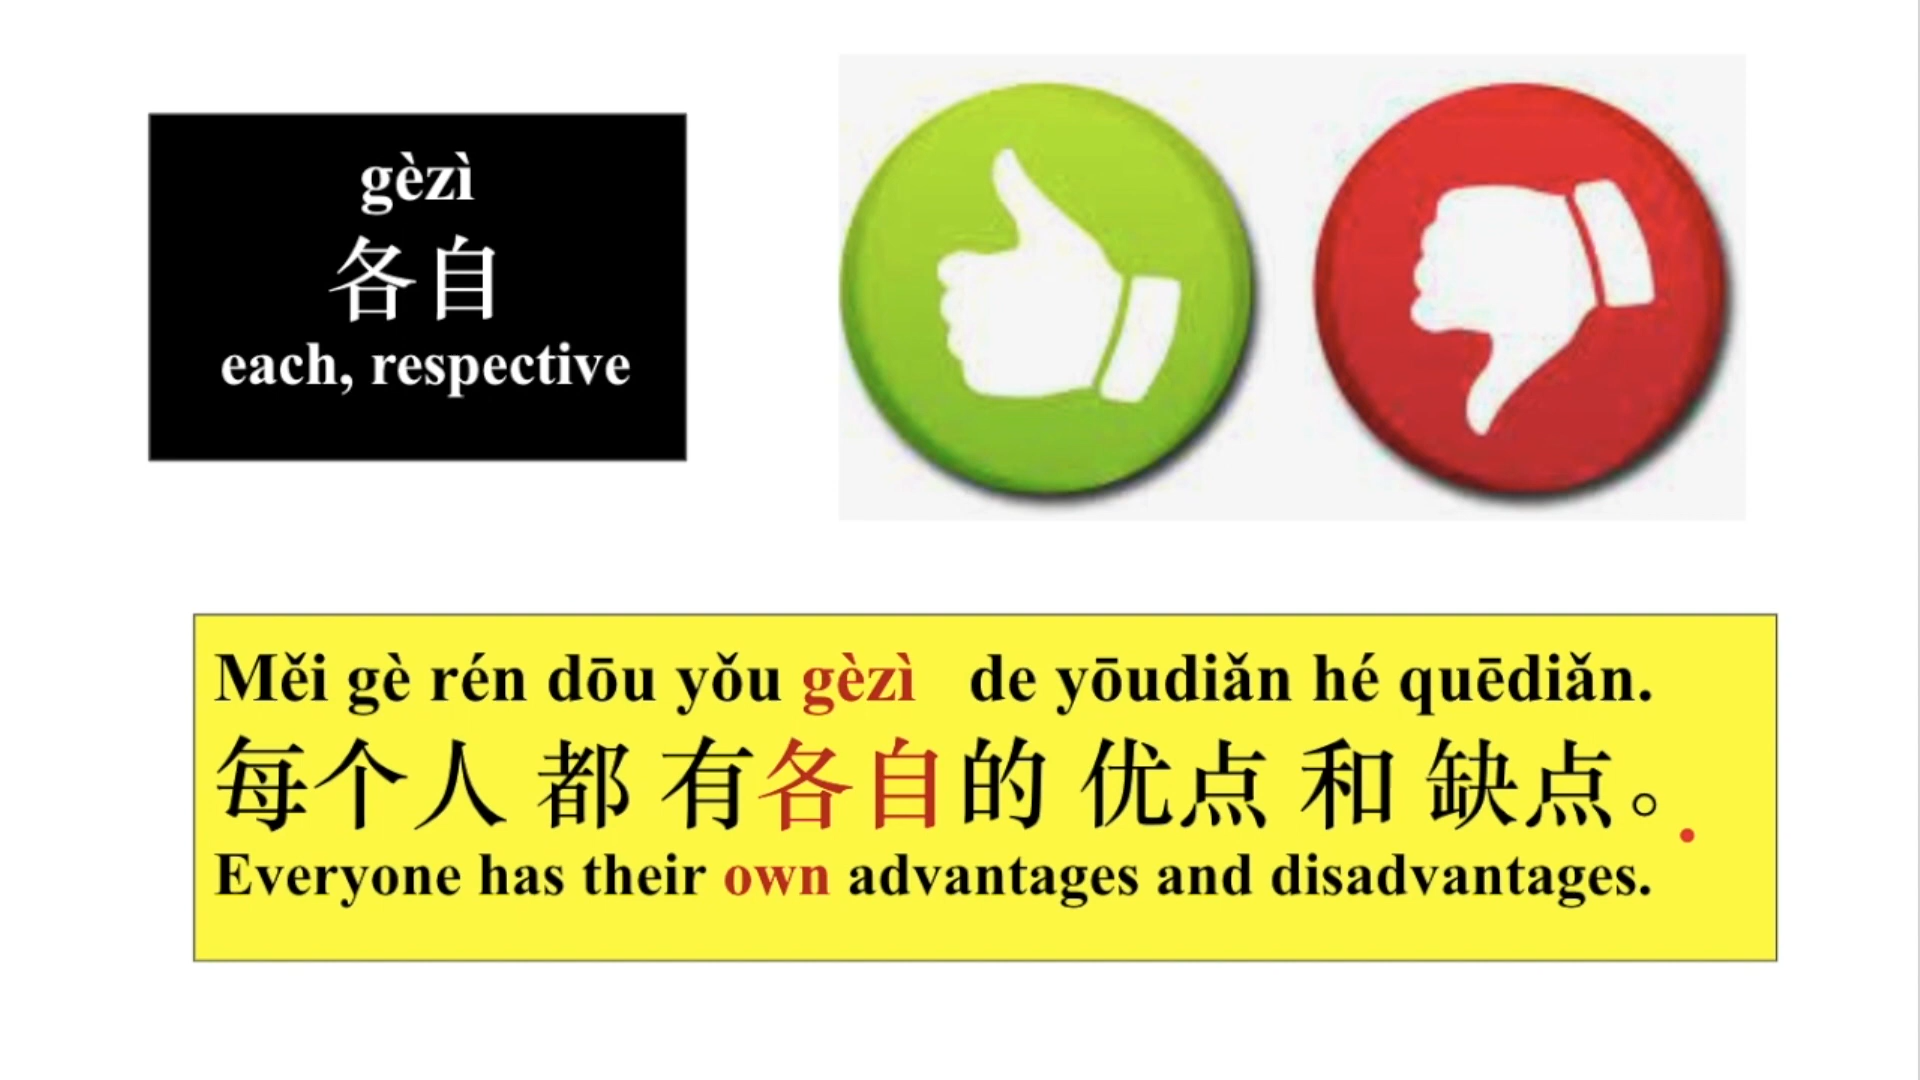 gèzì
各自
each, respective
Měi gè rén dōu yǒu gèzì de yōudiǎn hé quēdiǎn.
每个人 都 有各自的 优点 和 缺点。
Everyone has their own advantages and disadvantages.